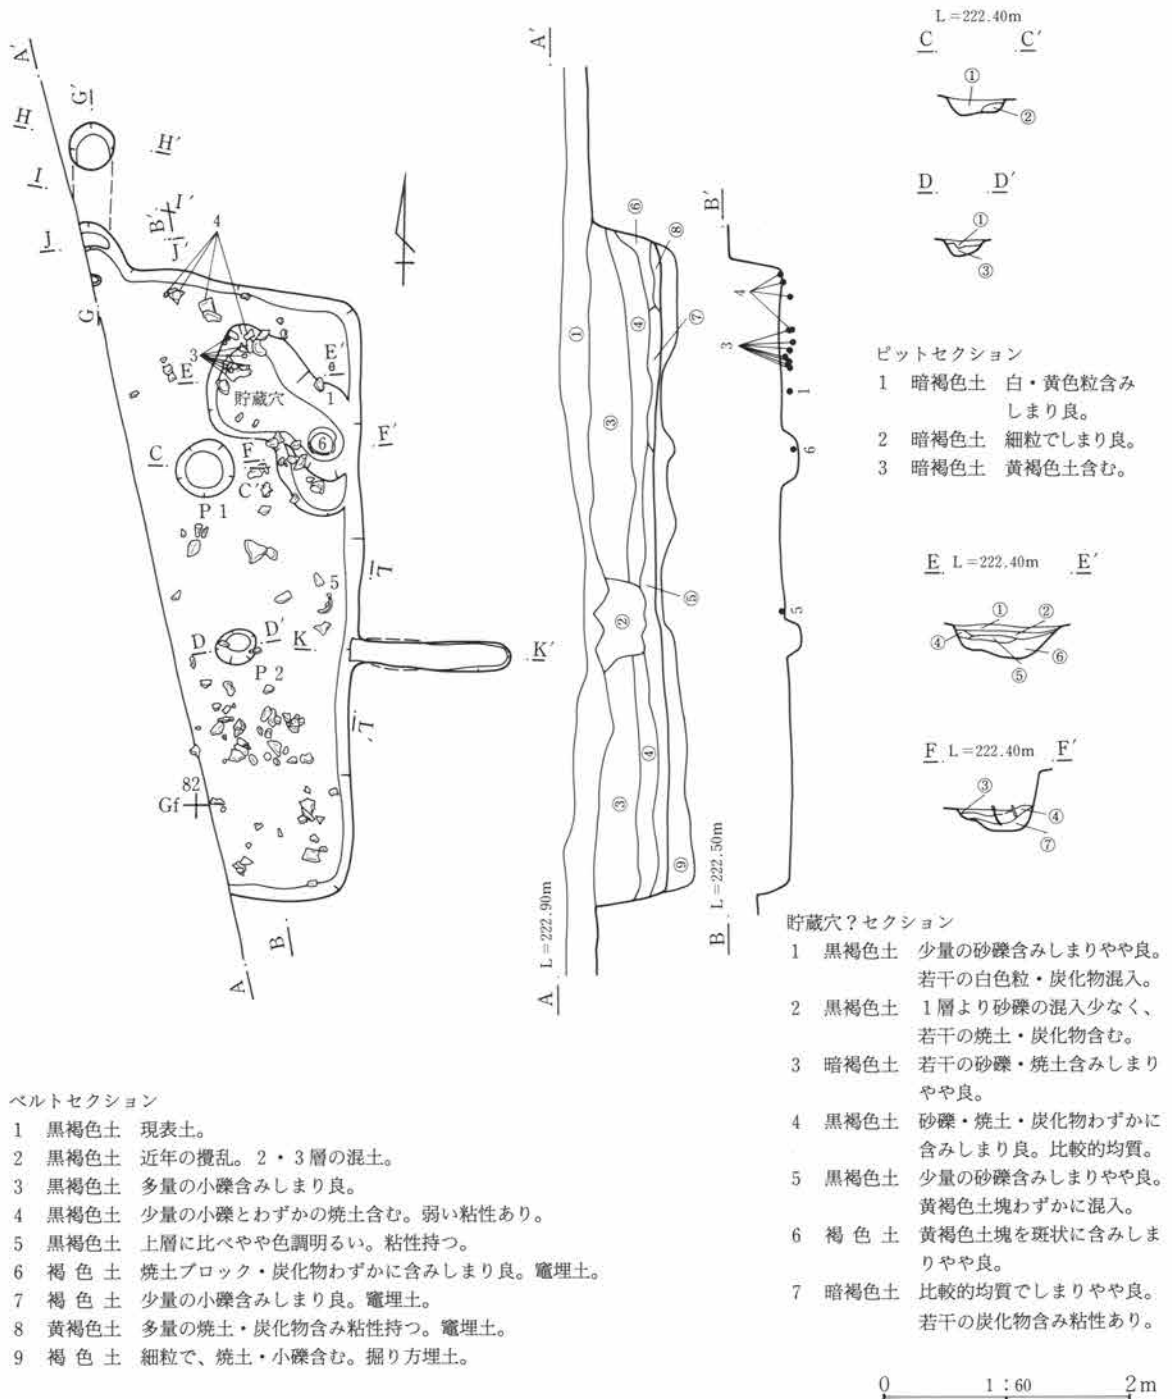 L=222.40m
C C′
①
②
D D′
①
③
ピットセクション
1 暗褐色土 白・黄色粒含み
しまり良。
2 暗褐色土 細粒でしまり良。
3 暗褐色土 黄褐色土含む。
E L=222.40m E′
① ②
④ ⑥
⑤
F L=222.40m F′
③
④
⑦
A′
G′
H H′
I I′
B′
J J′
4
G
3
E E′
1
貯蔵穴
6
F F′
C C′
P 1
L
5
D D′
K K′
P 2
L′
82
Gf
B
A
A′
⑥
⑧
①
④
⑦
③
⑤
②
④
③
⑨
A L=222.90m
B′
4
3
1
6
5
B L=222.50m
貯蔵穴？セクション
1 黒褐色土 少量の砂礫含みしまりやや良。
若干の白色粒・炭化物混入。
2 黒褐色土 1層より砂礫の混入少なく、
若干の焼土・炭化物含む。
3 暗褐色土 若干の砂礫・焼土含みしまり
やや良。
4 黒褐色土 砂礫・焼土・炭化物わずかに
含みしまり良。比較的均質。
5 黒褐色土 少量の砂礫含みしまりやや良。
黄褐色土塊わずかに混入。
6 褐色土 黄褐色土塊を斑状に含みしま
りやや良。
7 暗褐色土 比較的均質でしまりやや良。
若干の炭化物含み粘性あり。
ベルトセクション
1 黒褐色土 現表土。
2 黒褐色土 近年の攪乱。2・3層の混土。
3 黒褐色土 多量の小礫含みしまり良。
4 黒褐色土 少量の小礫とわずかの焼土含む。弱い粘性あり。
5 黒褐色土 上層に比べやや色調明るい。粘性持つ。
6 褐色土 焼土ブロック・炭化物わずかに含みしまり良。竈埋土。
7 褐色土 少量の小礫含みしまり良。竈埋土。
8 黄褐色土 多量の焼土・炭化物含み粘性持つ。竈埋土。
9 褐色土 細粒で、焼土・小礫含む。掘り方埋土。
0 1：60 2m